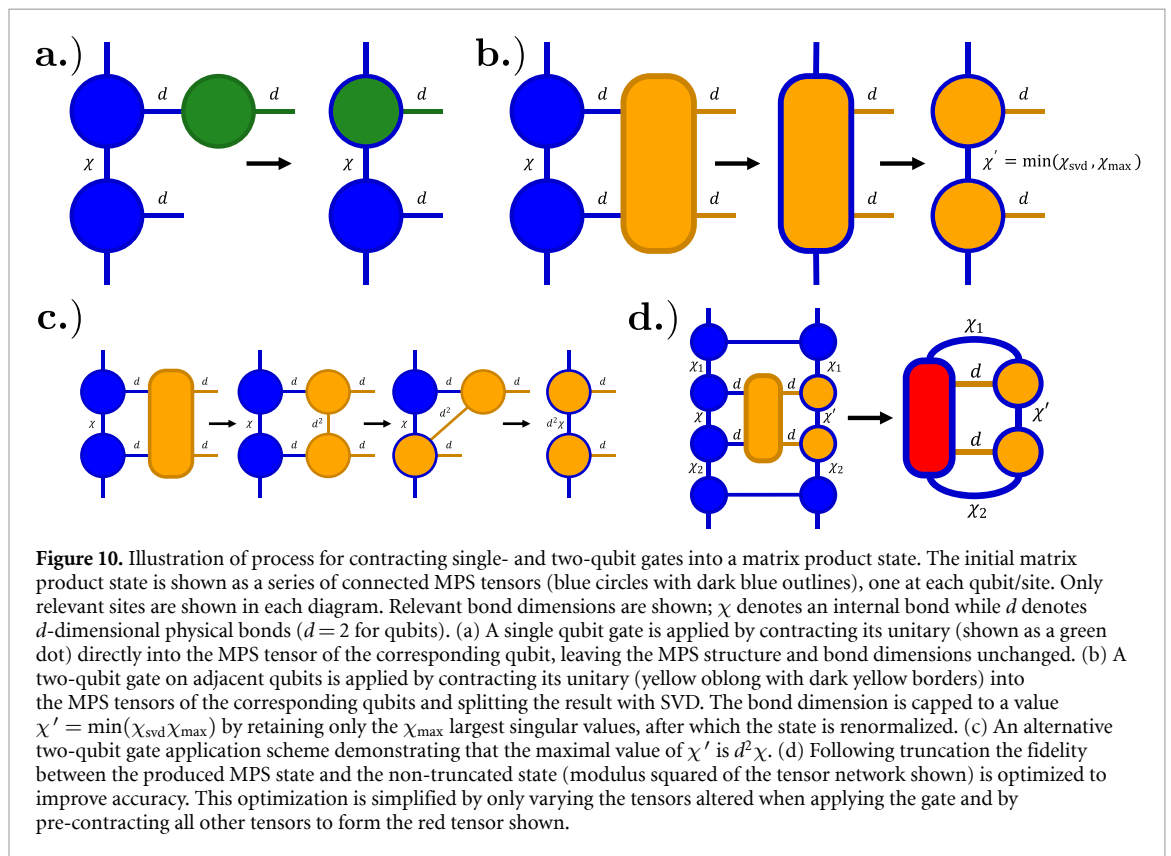 a.)
d
d
χ
d
d
χ
d
b.)
d
d
d
d
d
d
d
χ′ = min(χsvd, χmax)
d
c.)
d
d
χ
d
d
d
d
d²
d
d
d
d
d²
χ
d
d
d²χ
d
d.)
χ₁
χ₁
d
d
χ
χ′
d
d
χ₂
χ₂
χ₁
d
χ′
d
χ₂
Figure 10. Illustration of process for contracting single- and two-qubit gates into a matrix product state. The initial matrix
product state is shown as a series of connected MPS tensors (blue circles with dark blue outlines), one at each qubit/site. Only
relevant sites are shown in each diagram. Relevant bond dimensions are shown; χ denotes an internal bond while d denotes
d-dimensional physical bonds (d = 2 for qubits). (a) A single qubit gate is applied by contracting its unitary (shown as a green
dot) directly into the MPS tensor of the corresponding qubit, leaving the MPS structure and bond dimensions unchanged. (b) A
two-qubit gate on adjacent qubits is applied by contracting its unitary (yellow oblong with dark yellow borders) into
the MPS tensors of the corresponding qubits and splitting the result with SVD. The bond dimension is capped to a value
χ′ = min(χsvdχmax) by retaining only the χmax largest singular values, after which the state is renormalized. (c) An alternative
two-qubit gate application scheme demonstrating that the maximal value of χ′ is d²χ. (d) Following truncation the fidelity
between the produced MPS state and the non-truncated state (modulus squared of the tensor network shown) is optimized to
improve accuracy. This optimization is simplified by only varying the tensors altered when applying the gate and by
pre-contracting all other tensors to form the red tensor shown.